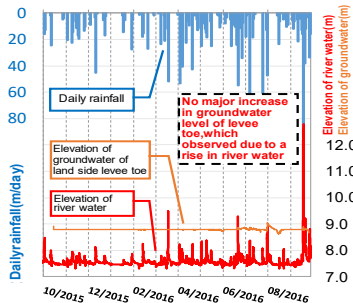 0
20
40
60
80
Daily rainfall
Elevation of
groundwater of
land side levee toe
Elevation of
river water
No major increase
in groundwater
level of levee
toe,which
observed due to a
rise in river water
Dailyrainfall(m/day)
Elevation of river water(m)
Elevation of groundwater(m)
12.0
11.0
10.0
9.0
8.0
7.0
10/2015
12/2015
02/2016
04/2016
06/2016
08/2016